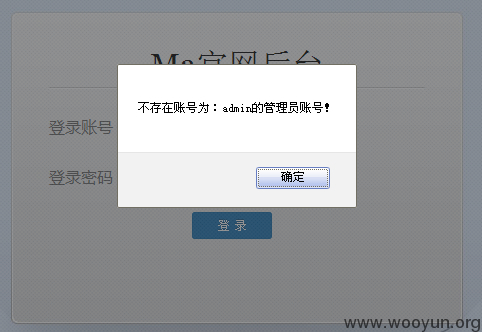 Ma官网后台
不存在账号为：admin的管理员账号！
登录账号
登录密码
确定
登 录
www.wooyun.org